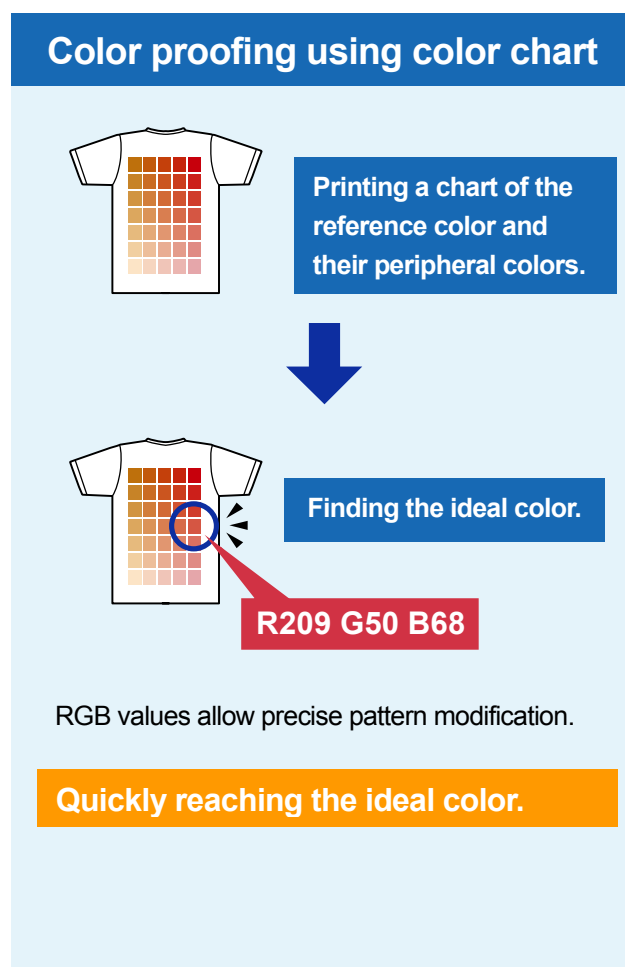 Color proofing using color chart
Printing a chart of the
reference color and
their peripheral colors.
Finding the ideal color.
R209 G50 B68
RGB values allow precise pattern modification.
Quickly reaching the ideal color.